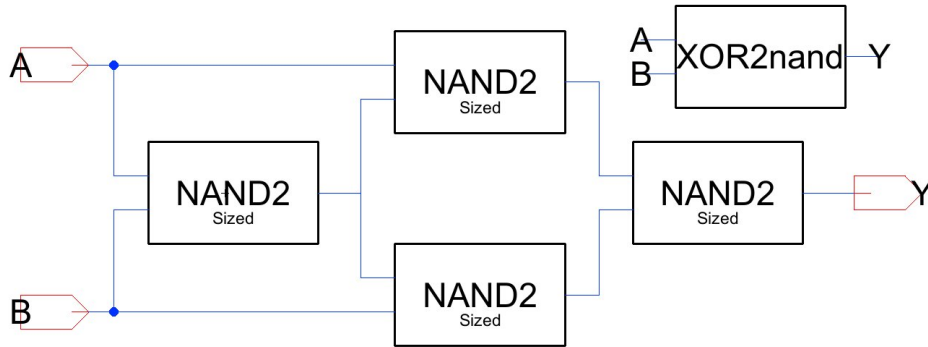 A
NAND2
Sized
A
B
XOR2nand
Y
NAND2
Sized
NAND2
Sized
Y
B
NAND2
Sized